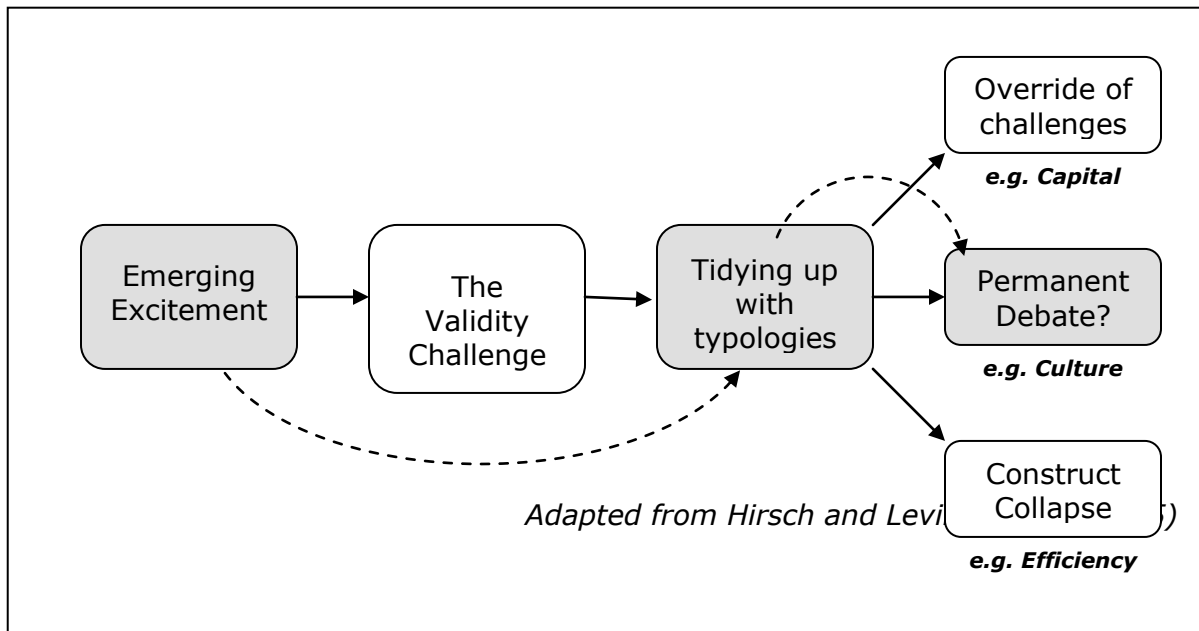 Emerging
Excitement
The
Validity
Challenge
Tidying up
with
typologies
Override of
challenges
e.g. Capital
Permanent
Debate?
e.g. Culture
Construct
Collapse
e.g. Efficiency
Adapted from Hirsch and